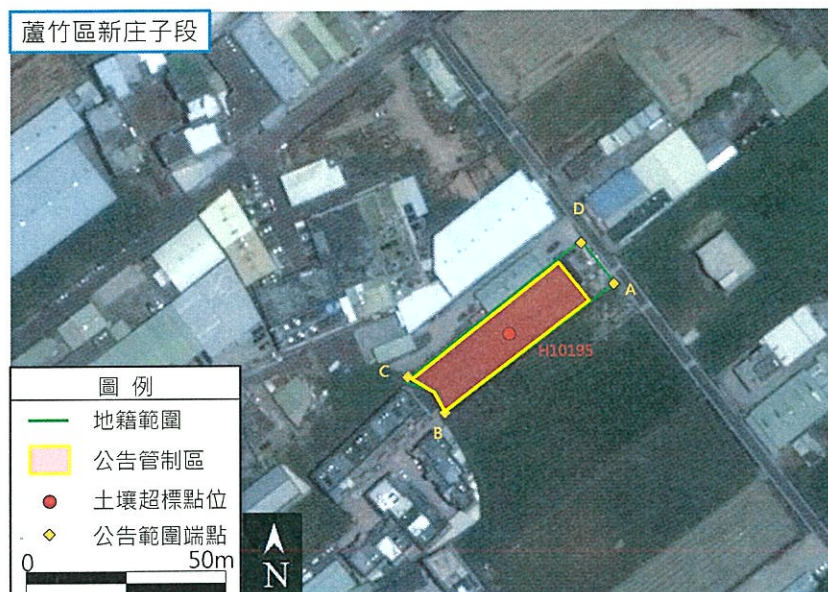 蘆竹區新庄子段
D
A
H10195
C
B
圖 例
地籍範圍
公告管制區
土壤超標點位
公告範圍端點
0 50m
N